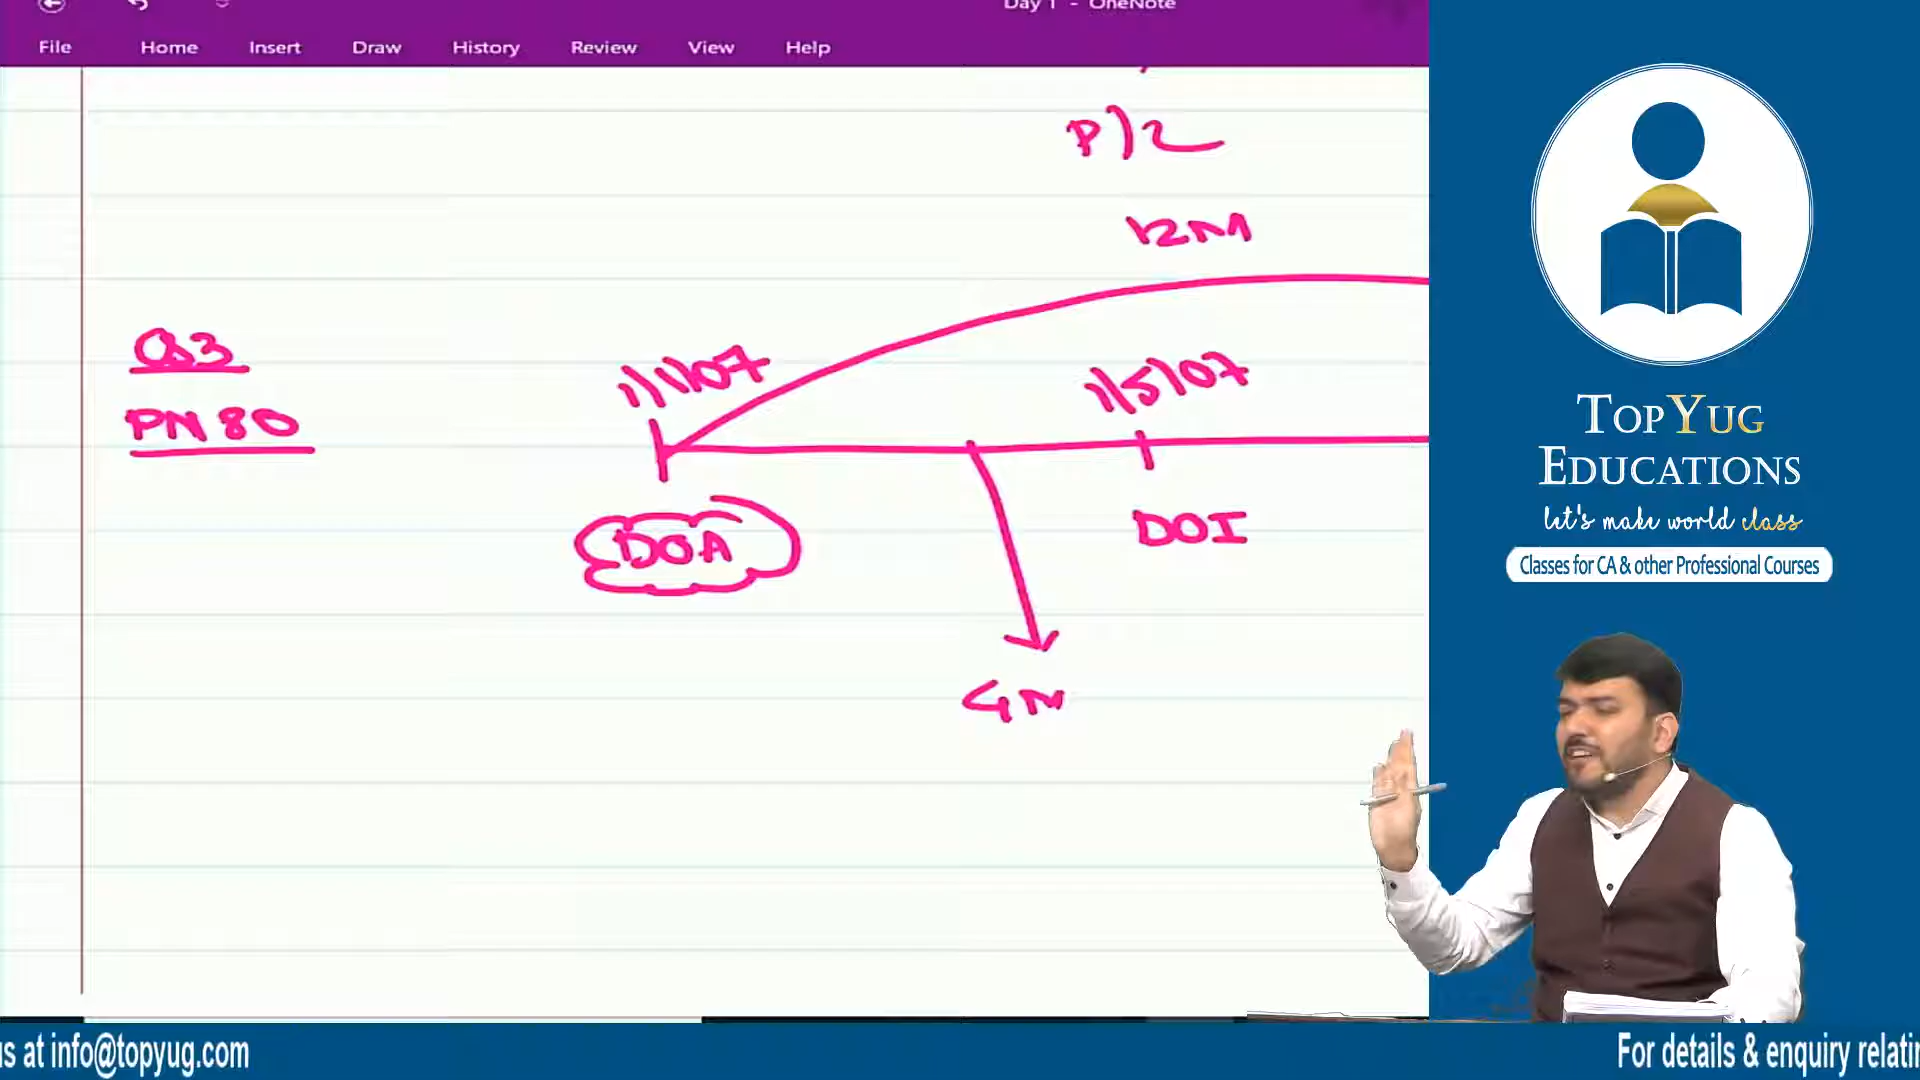 Day 1 - OneNote
File Home Insert Draw History Review View Help
P/L
12M
Q3
PN 80
1/1/07
1/5/07
DOA
DOI
4M
TOPYUG
EDUCATIONS
let's make world class
Classes for CA & other Professional Courses
us at info@topyug.com
For details & enquiry relatin